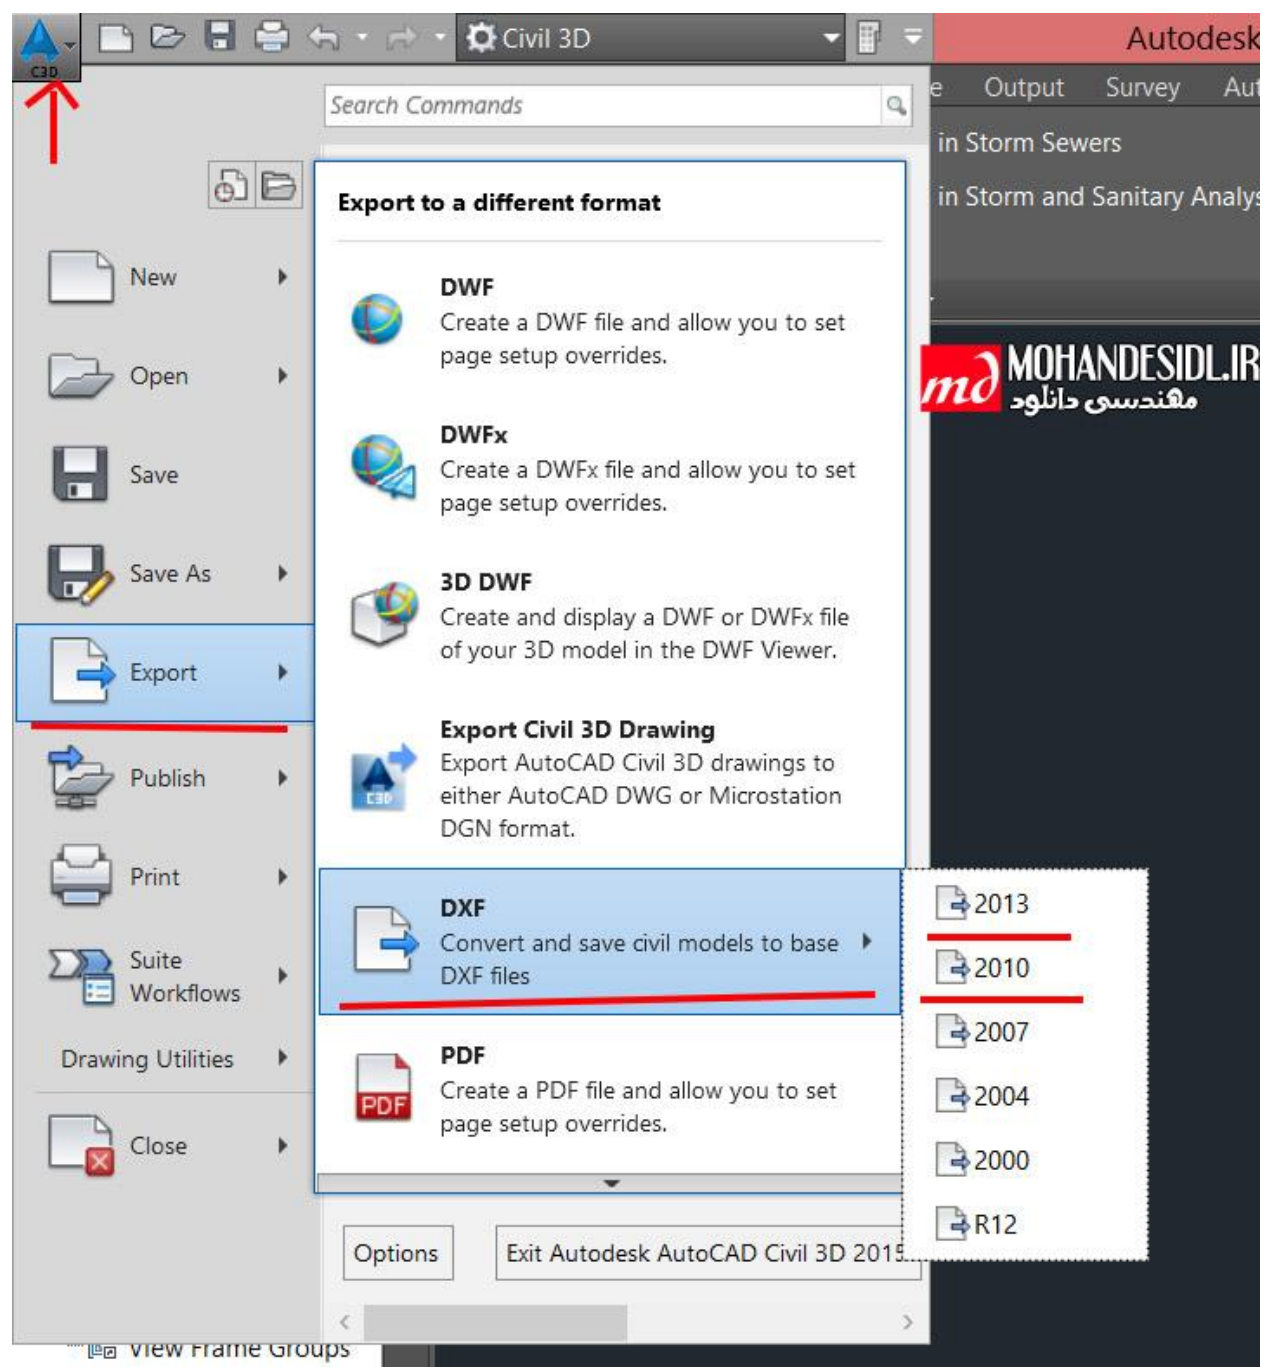 Civil 3D
Autodesk
C3D
Search Commands
Output Survey
in Storm Sewers
in Storm and Sanitary
Export to a different format
New
DWF
Create a DWF file and allow you to set
page setup overrides.
MOHANDESIDL.IR
md
مهندسی دانلود
Open
DWFx
Create a DWFx file and allow you to set
page setup overrides.
Save
Save As
3D DWF
Create and display a DWF or DWFx file
of your 3D model in the DWF Viewer.
Export
Export Civil 3D Drawing
Export AutoCAD Civil 3D drawings to
either AutoCAD DWG or Microstation
DGN format.
C3D
Publish
Print
DXF
Convert and save civil models to base
DXF files
2013
2010
2007
2004
2000
R12
Suite
Workflows
Drawing Utilities
PDF
Create a PDF file and allow you to set
page setup overrides.
PDF
Close
Options
Exit Autodesk AutoCAD Civil 3D 2015
View Frame Groups